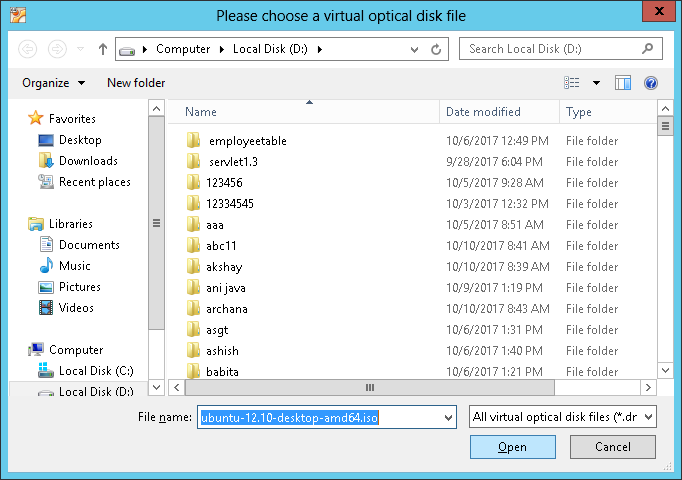 Please choose a virtual optical disk file
Computer Local Disk (D:)
Search Local Disk (D:)
Organize New folder
Name Date modified Type
Favorites
Desktop
Downloads
Recent places
Libraries
Documents
Music
Pictures
Videos
Computer
Local Disk (C:)
Local Disk (D:)
employeetable 10/6/2017 12:49 PM File folder
servlet1.3 9/28/2017 6:04 PM File folder
123456 10/5/2017 9:28 AM File folder
12334545 10/3/2017 12:32 PM File folder
aaa 10/5/2017 8:51 AM File folder
abc11 10/10/2017 8:41 AM File folder
akshay 10/10/2017 8:39 AM File folder
ani java 10/9/2017 1:19 PM File folder
archana 10/10/2017 8:43 AM File folder
asgt 10/6/2017 1:31 PM File folder
ashish 10/6/2017 1:40 PM File folder
babita 10/6/2017 1:21 PM File folder
File name: ubuntu-12.10-desktop-amd64.iso All virtual optical disk files (*.dr
Open Cancel